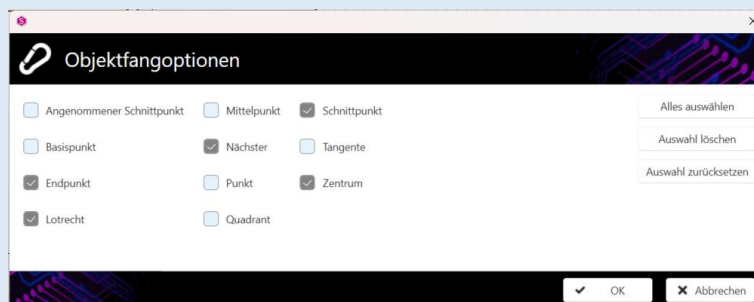 Objektfangoptionen
Angenommener Schnittpunkt Mittelpunkt Schnittpunkt Alles auswählen
Basispunkt Nächster Tangente Auswahl löschen
Endpunkt Punkt Zentrum Auswahl zurücksetzen
Lotrecht Quadrant
OK Abbrechen